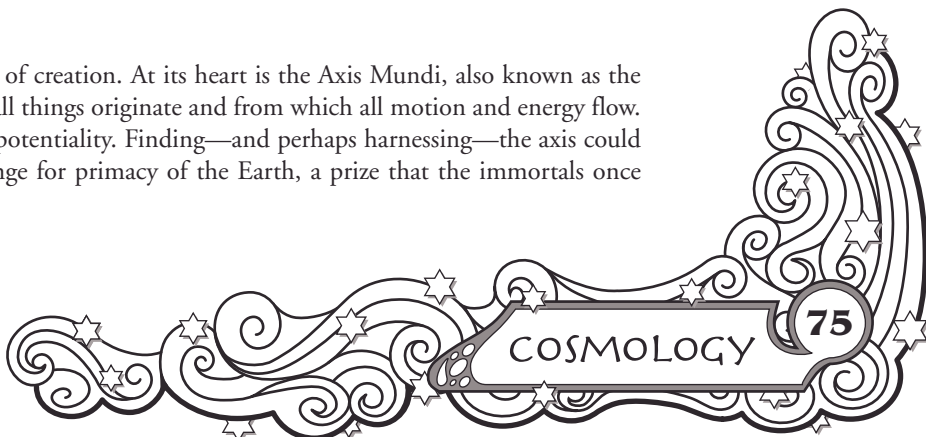 of creation. At its heart is the Axis Mundi, also known as the
all things originate and from which all motion and energy flow.
potentiality. Finding—and perhaps harnessing—the axis could
for primacy of the Earth, a prize that the immortals once
COSMOLOGY
75